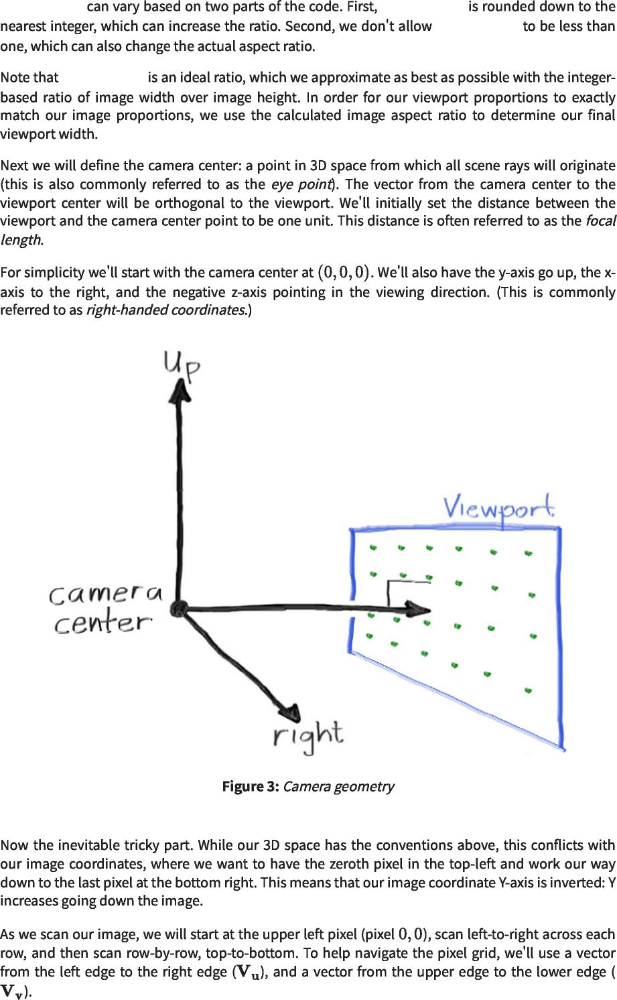 can vary based on two parts of the code. First, is rounded down to the
nearest integer, which can increase the ratio. Second, we don't allow to be less than
one, which can also change the actual aspect ratio.
Note that is an ideal ratio, which we approximate as best as possible with the integer-
based ratio of image width over image height. In order for our viewport proportions to exactly
match our image proportions, we use the calculated image aspect ratio to determine our final
viewport width.
Next we will define the camera center: a point in 3D space from which all scene rays will originate
(this is also commonly referred to as the eye point). The vector from the camera center to the
viewport center will be orthogonal to the viewport. We'll initially set the distance between the
viewport and the camera center point to be one unit. This distance is often referred to as the focal
length.
For simplicity we'll start with the camera center at (0, 0, 0). We'll also have the y-axis go up, the x-
axis to the right, and the negative z-axis pointing in the viewing direction. (This is commonly
referred to as right-handed coordinates.)
Up
Viewport
camera
center
right
Figure 3: Camera geometry
Now the inevitable tricky part. While our 3D space has the conventions above, this conflicts with
our image coordinates, where we want to have the zeroth pixel in the top-left and work our way
down to the last pixel at the bottom right. This means that our image coordinate Y-axis is inverted: Y
increases going down the image.
As we scan our image, we will start at the upper left pixel (pixel 0, 0), scan left-to-right across each
row, and then scan row-by-row, top-to-bottom. To help navigate the pixel grid, we'll use a vector
from the left edge to the right edge (Vu), and a vector from the upper edge to the lower edge (
Vv).